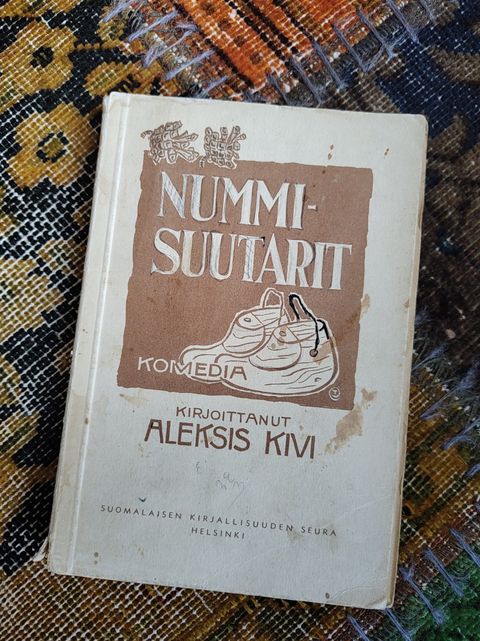 NUMMI-
SUUTARIT
KOMEDIA
KIRJOITTANUT
ALEKSIS KIVI
SUOMALAISEN KIRJALLISUUDEN SEURA
HELSINKI